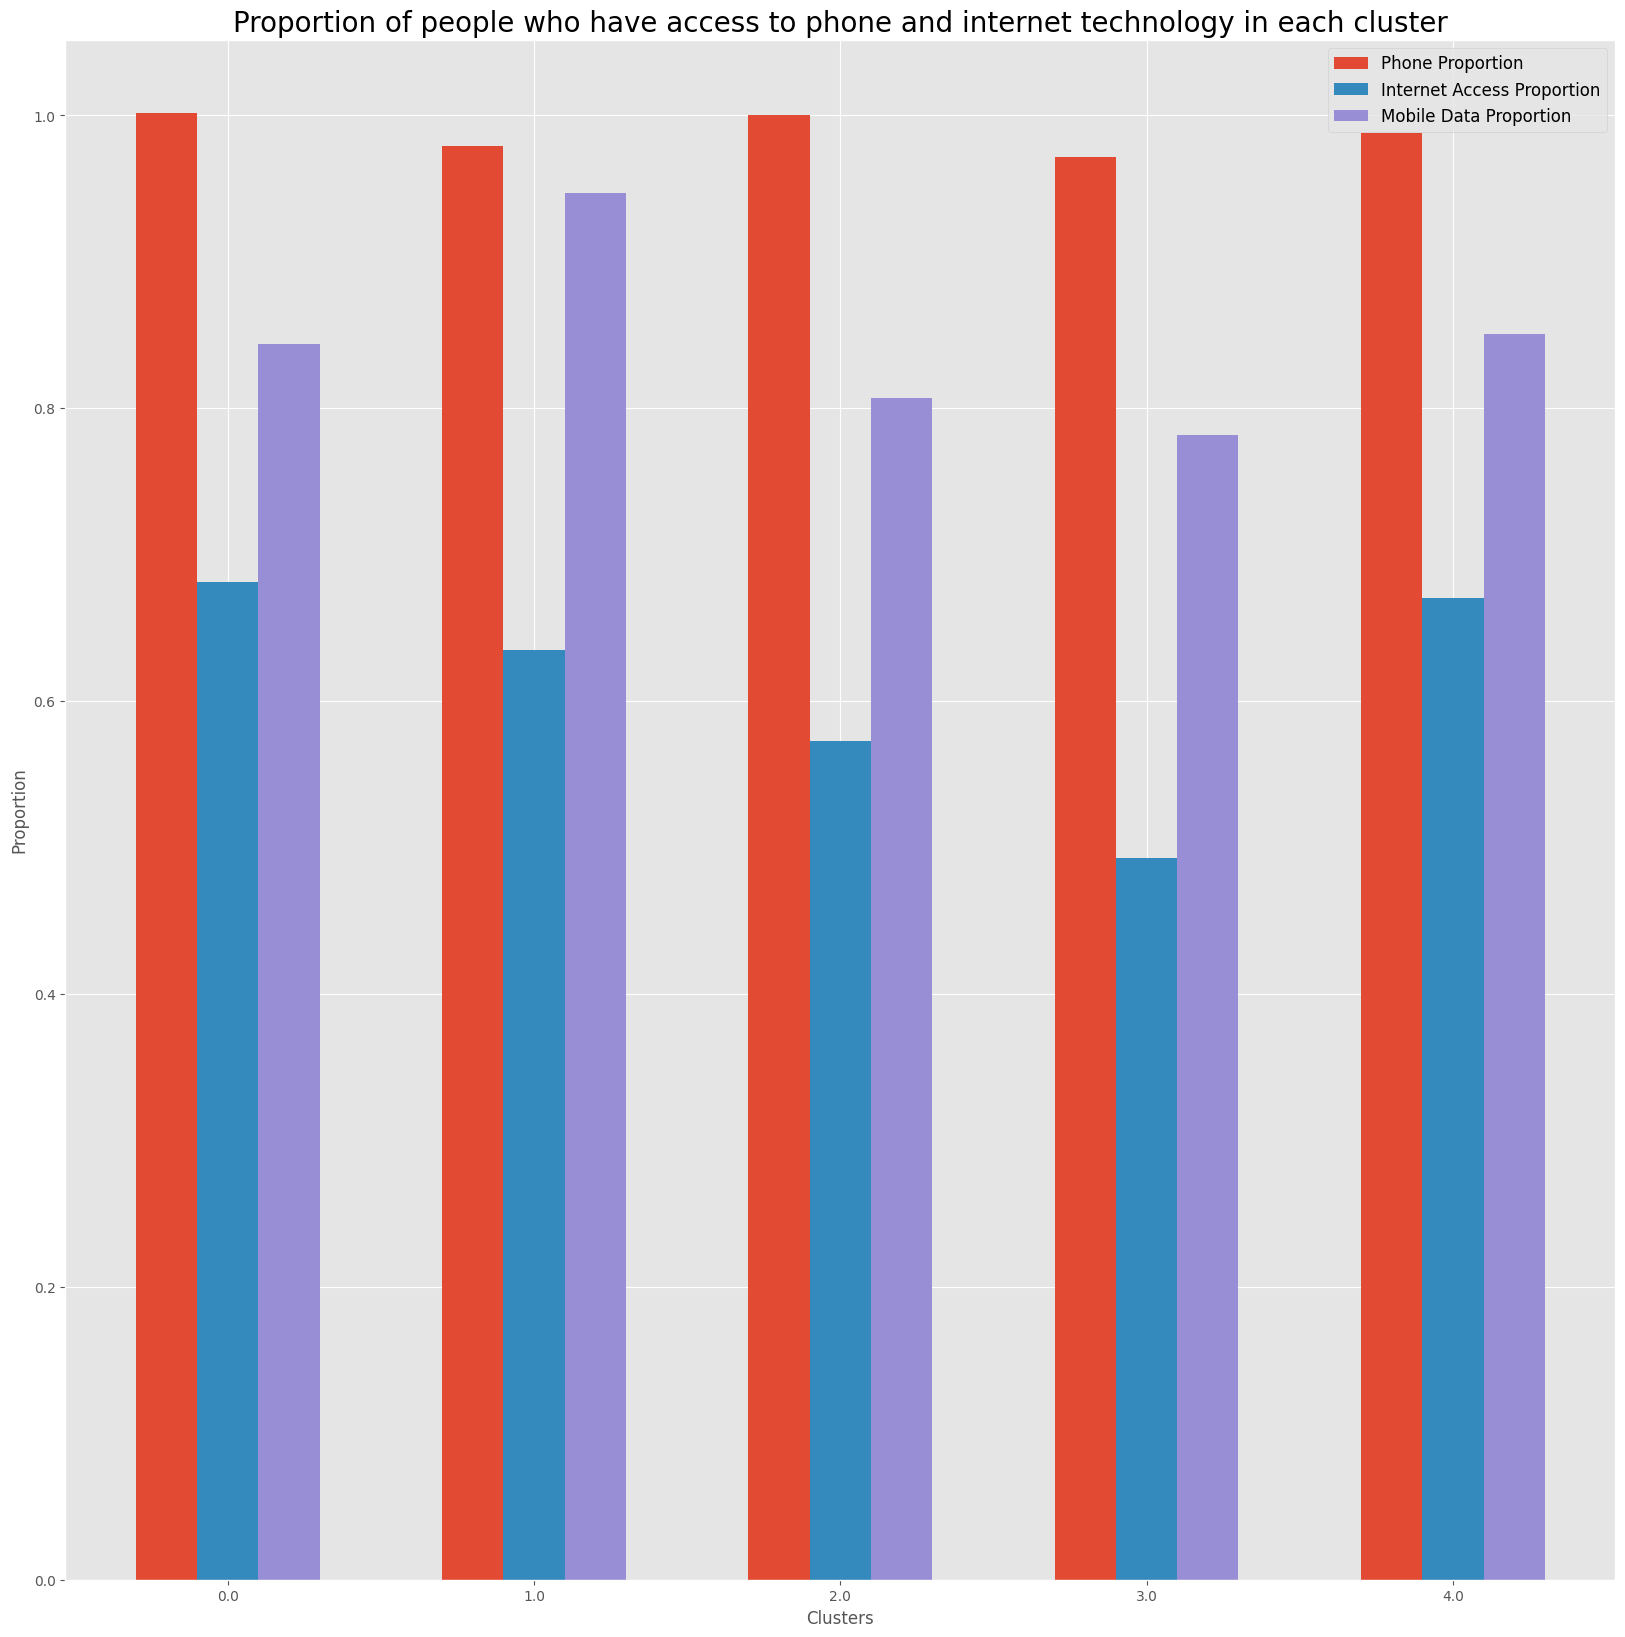 Proportion of people who have access to phone and internet technology in each cluster
Phone Proportion
Internet Access Proportion
Mobile Data Proportion
1.0
0.8
0.6
0.4
0.2
0.0
Proportion
0.0 1.0 2.0 3.0 4.0
Clusters